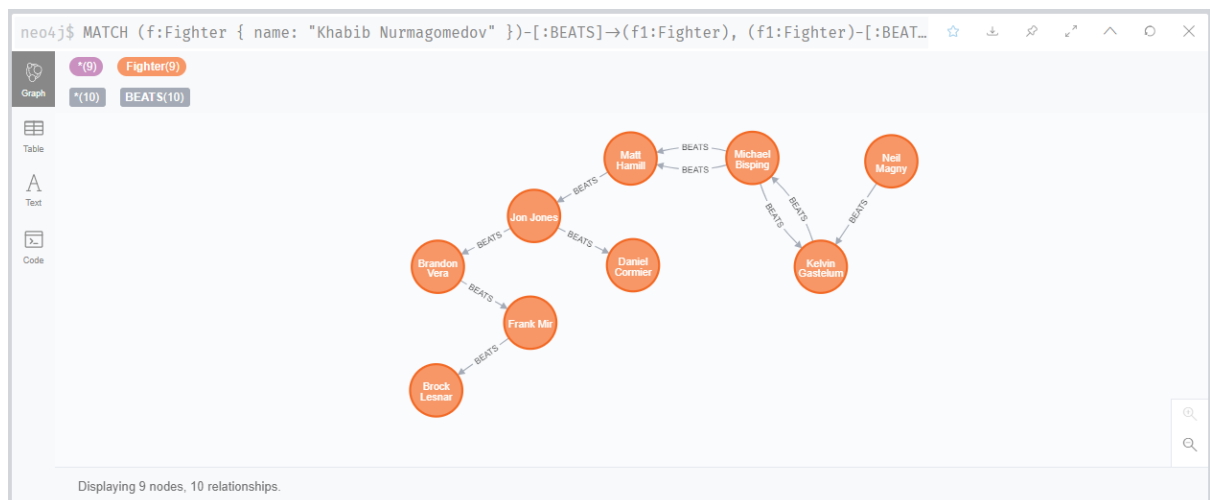 neo4j$ MATCH (f:Fighter { name: "Khabib Nurmagomedov" })-[:BEATS]→(f1:Fighter), (f1:Fighter)-[:BEAT…
Graph
*(9) Fighter(9)
*(10) BEATS(10)
Table
A
Text
Code
Matt
Hamill
BEATS
BEATS
Michael
Bisping
Neil
Magny
BEATS
Jon Jones
BEATS
BEATS
BEATS
BEATS
BEATS
Brandon
Vera
Daniel
Cormier
Kelvin
Gastelum
BEATS
Frank Mir
BEATS
Brock
Lesnar
Displaying 9 nodes, 10 relationships.